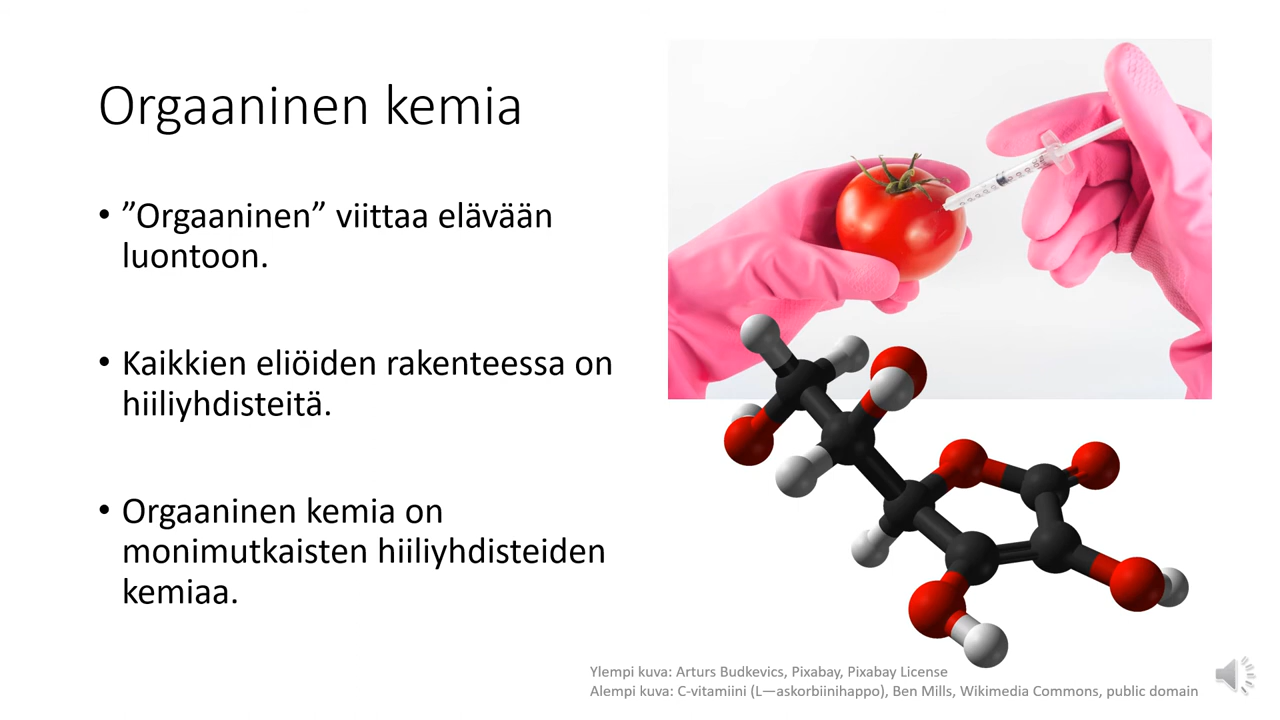 Orgaaninen kemia
• ”Orgaaninen” viittaa elävään
luontoon.
• Kaikkien eliöiden rakenteessa on
hiiliyhdisteitä.
• Orgaaninen kemia on
monimutkaisten hiiliyhdisteiden
kemiaa.
Ylempi kuva: Arturs Budkevics, Pixabay, Pixabay License
Alempi kuva: C-vitamiini (L—askorbiinihappo), Ben Mills, Wikimedia Commons, public domain